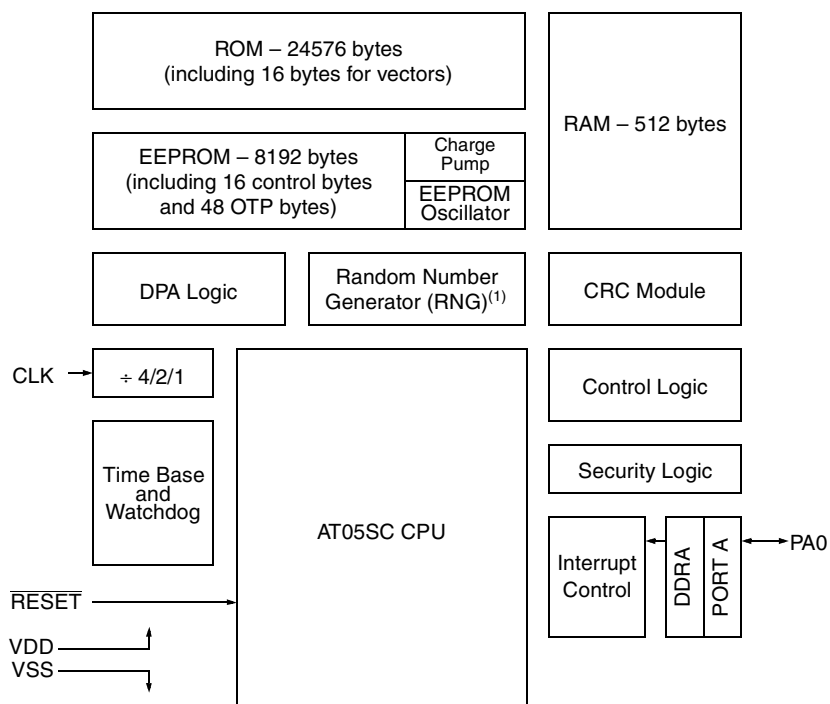 ROM – 24576 bytes
(including 16 bytes for vectors)
RAM – 512 bytes
EEPROM – 8192 bytes
(including 16 control bytes
and 48 OTP bytes)
Charge
Pump
EEPROM
Oscillator
DPA Logic
Random Number
Generator (RNG)(1)
CRC Module
CLK
÷ 4/2/1
Control Logic
Time Base
and
Watchdog
AT05SC CPU
Security Logic
Interrupt
Control
DDRA
PORT A
PA0
RESET
VDD
VSS